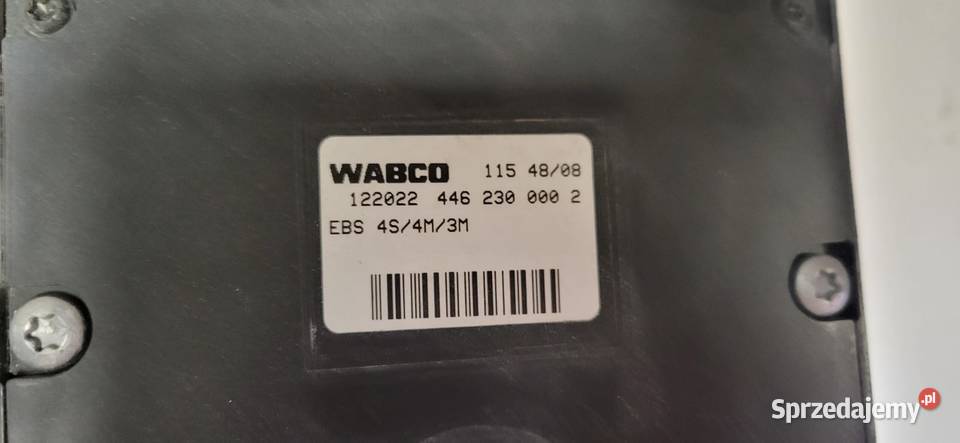 WABCO 115 48/08
122022 446 230 000 2
EBS 4S/4M/3M
Sprzedajemy.pl